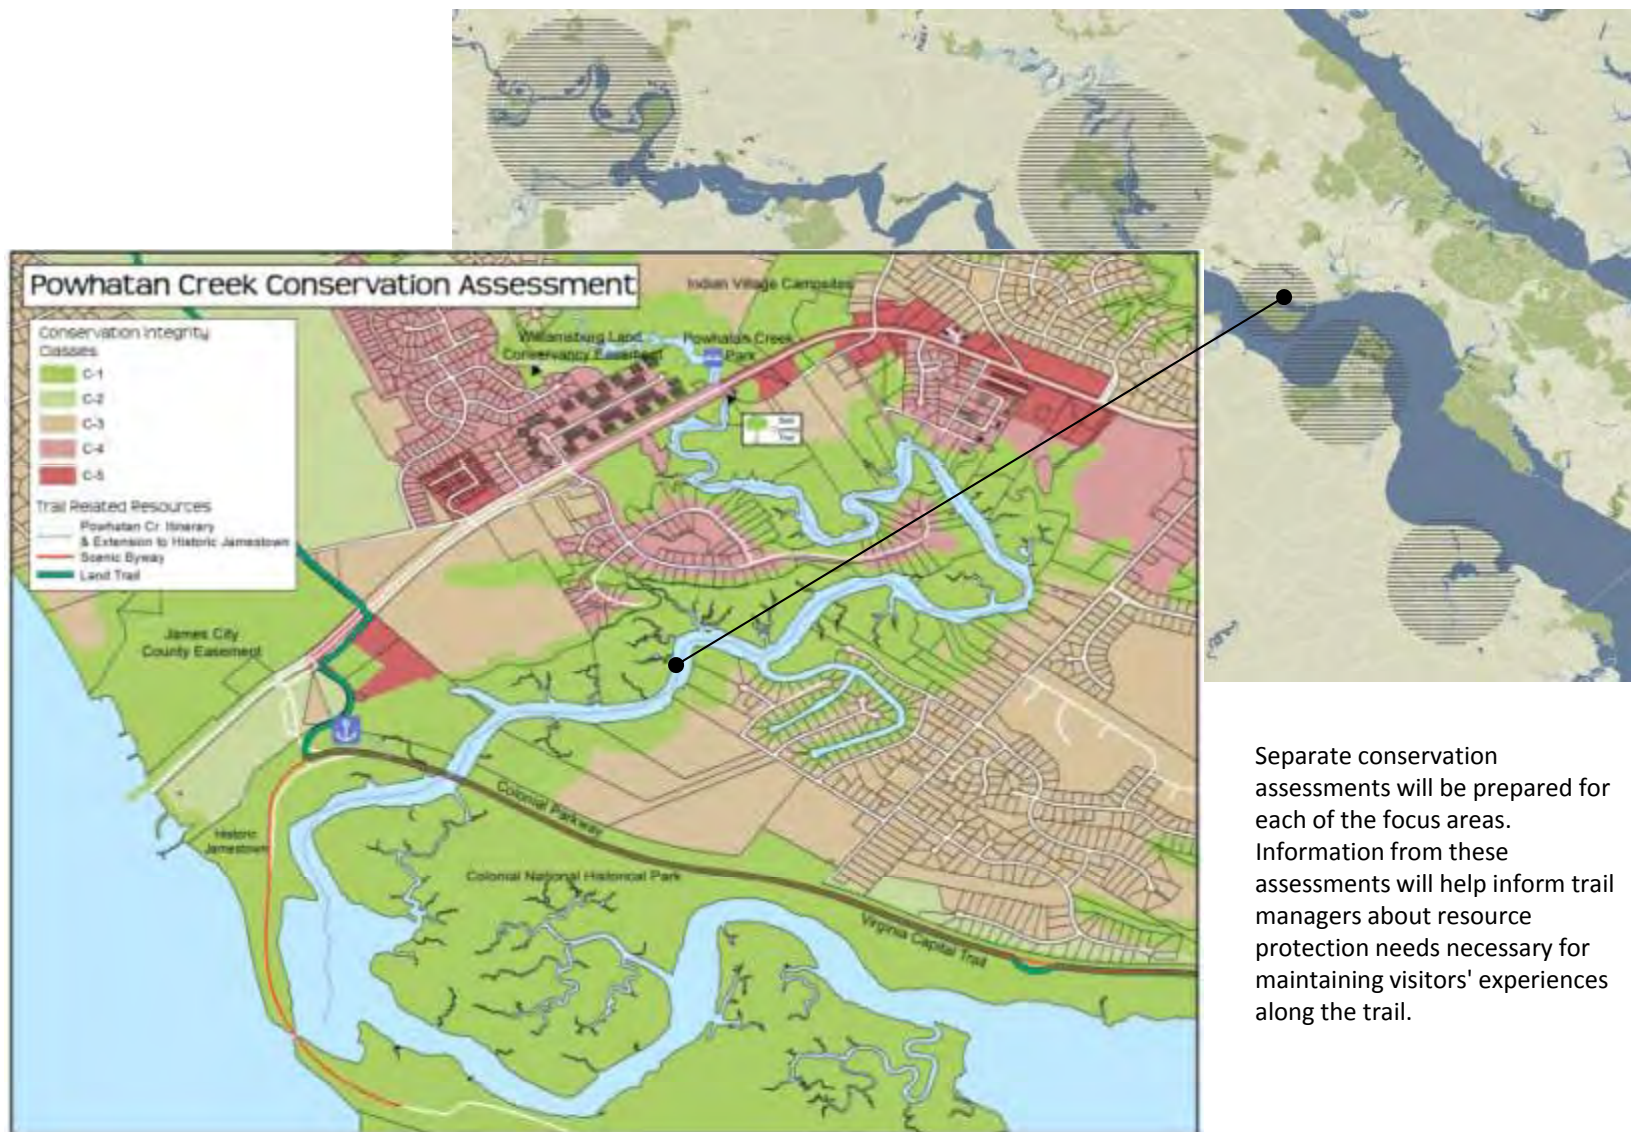 Powhatan Creek Conservation Assessment
Conservation Integrity
Classes
C-1
C-2
C-3
C-4
C-5
Trail Related Resources
Powhatan Cr. Itinerary
& Extension to Historic Jamestown
Scenic Byway
Land Trail
Indian Village Campsites
Williamsburg Land
Conservancy Easement
Powhatan Creek
Park
James City
County Easement
Historic
Jamestown
Colonial Parkway
Colonial National Historical Park
Virginia Capital Trail
Separate conservation
assessments will be prepared for
each of the focus areas.
Information from these
assessments will help inform trail
managers about resource
protection needs necessary for
maintaining visitors' experiences
along the trail.